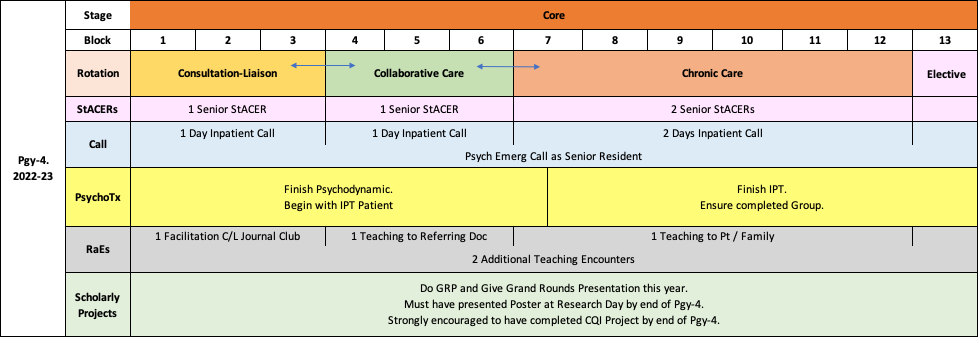 Stage Core
Block 1 2 3 4 5 6 7 8 9 10 11 12 13
Rotation Consultation-Liaison Collaborative Care Chronic Care Elective
StACERs 1 Senior StACER 1 Senior StACER 2 Senior StACERs
Call 1 Day Inpatient Call 1 Day Inpatient Call 2 Days Inpatient Call
Psych Emerg Call as Senior Resident
Pgy-4.
2022-23
PsychoTx
Finish Psychodynamic.
Begin with IPT Patient
Finish IPT.
Ensure completed Group.
RaEs 1 Facilitation C/L Journal Club 1 Teaching to Referring Doc 1 Teaching to Pt / Family
2 Additional Teaching Encounters
Scholarly
Projects
Do GRP and Give Grand Rounds Presentation this year.
Must have presented Poster at Research Day by end of Pgy-4.
Strongly encouraged to have completed CQI Project by end of Pgy-4.